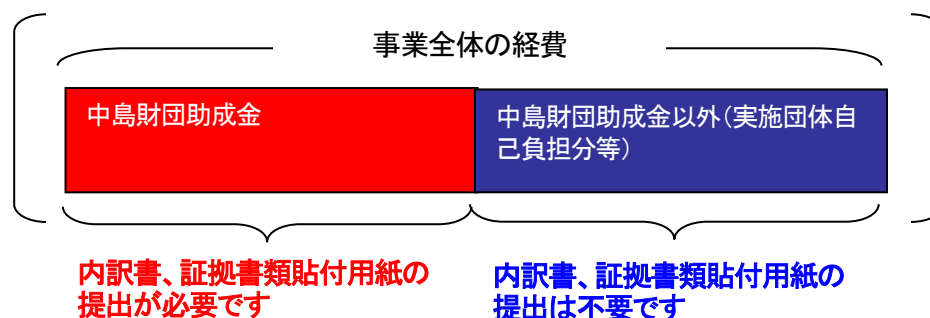 事業全体の経費
中島財団助成金
中島財団助成金以外（実施団体自
己負担分等）
内訳書、証拠書類貼付用紙の
提出が必要です
内訳書、証拠書類貼付用紙の
提出は不要です